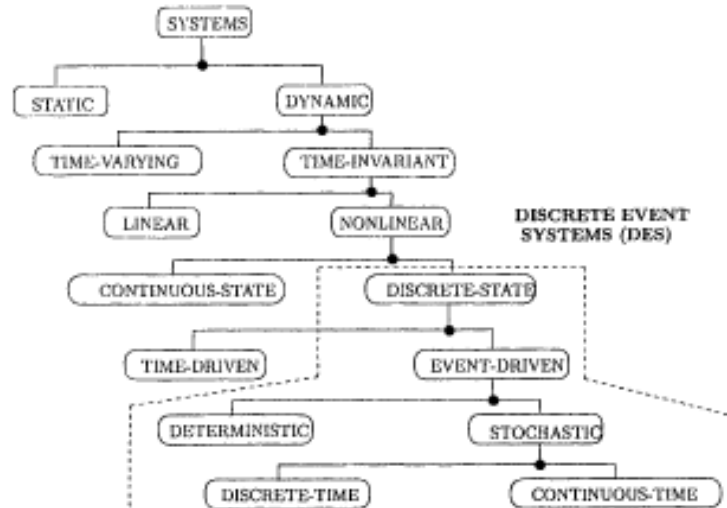 SYSTEMS
STATIC
DYNAMIC
TIME-VARYING
TIME-INVARIANT
LINEAR
NONLINEAR
DISCRETE EVENT
SYSTEMS (DES)
CONTINUOUS-STATE
DISCRETE-STATE
TIME-DRIVEN
EVENT-DRIVEN
DETERMINISTIC
STOCHASTIC
DISCRETE-TIME
CONTINUOUS-TIME